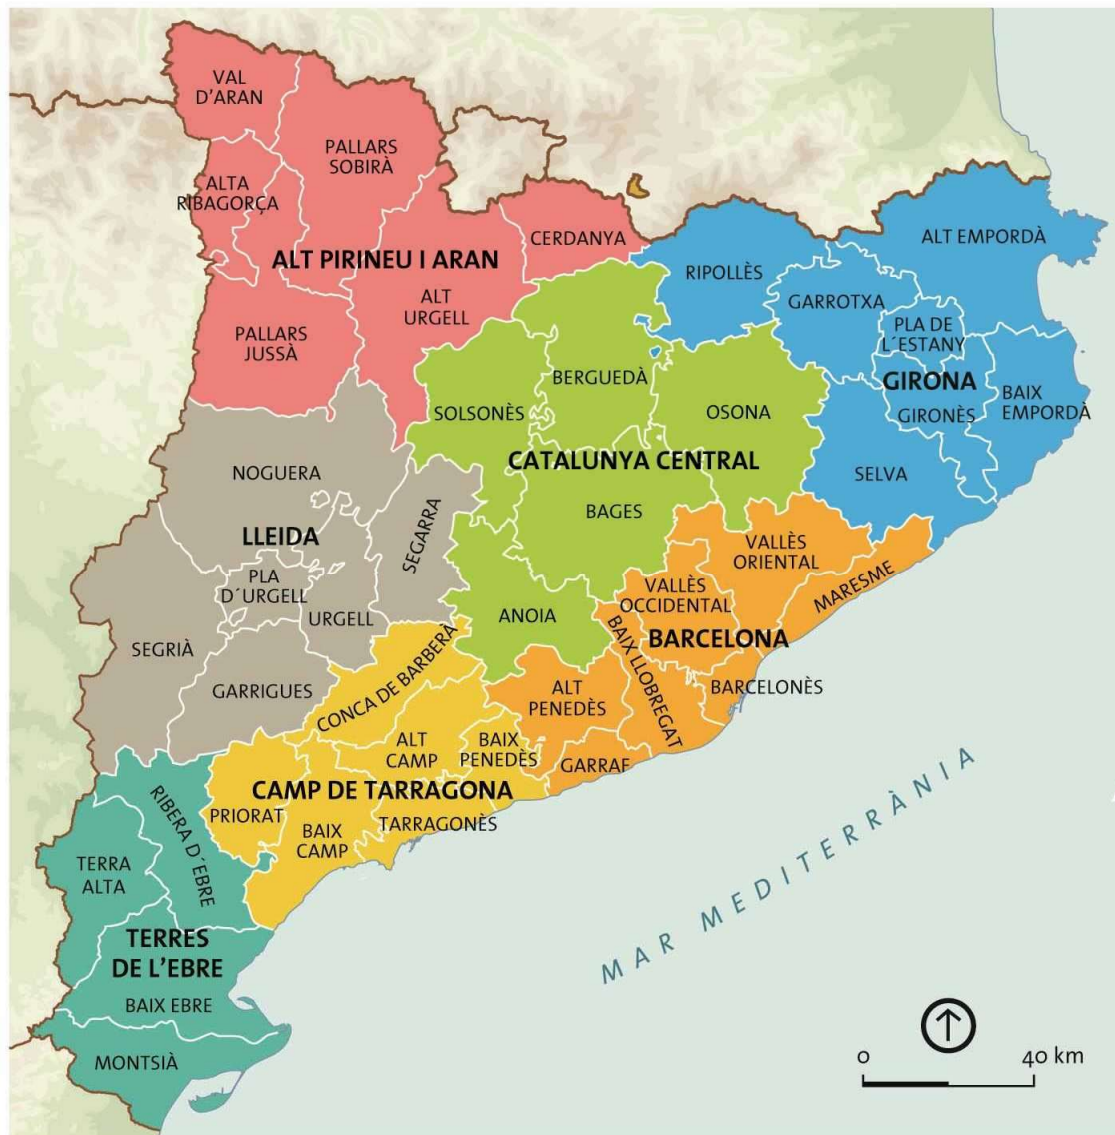 VAL
D'ARAN
PALLARS
SOBIRÀ
ALTA
RIBAGORÇA
ALT PIRINEU I ARAN
CERDANYA
ALT
URGELL
PALLARS
JUSSÀ
RIPOLLÈS
ALT EMPORDÀ
GARROTXA
PLA DE
L´ESTANY
GIRONA
GIRONÈS
BAIX
EMPORDÀ
SELVA
BERGUEDÀ
SOLSONÈS
OSONA
CATALUNYA CENTRAL
BAGES
ANOIA
NOGUERA
LLEIDA
SEGARRA
PLA
D´URGELL
URGELL
SEGRIÀ
GARRIGUES
VALLÈS
ORIENTAL
VALLÈS
OCCIDENTAL
MARESME
BARCELONA
BAIX LLOBREGAT
BARCELONÈS
ALT
PENEDÈS
GARRAF
CONCA DE BARBERÀ
ALT
CAMP
BAIX
PENEDÈS
CAMP DE TARRAGONA
PRIORAT
BAIX
CAMP
TARRAGONÈS
RIBERA D´EBRE
TERRA
ALTA
TERRES
DE L'EBRE
BAIX EBRE
MONTSIÀ
MAR MEDITERRÀNIA
0 40 km